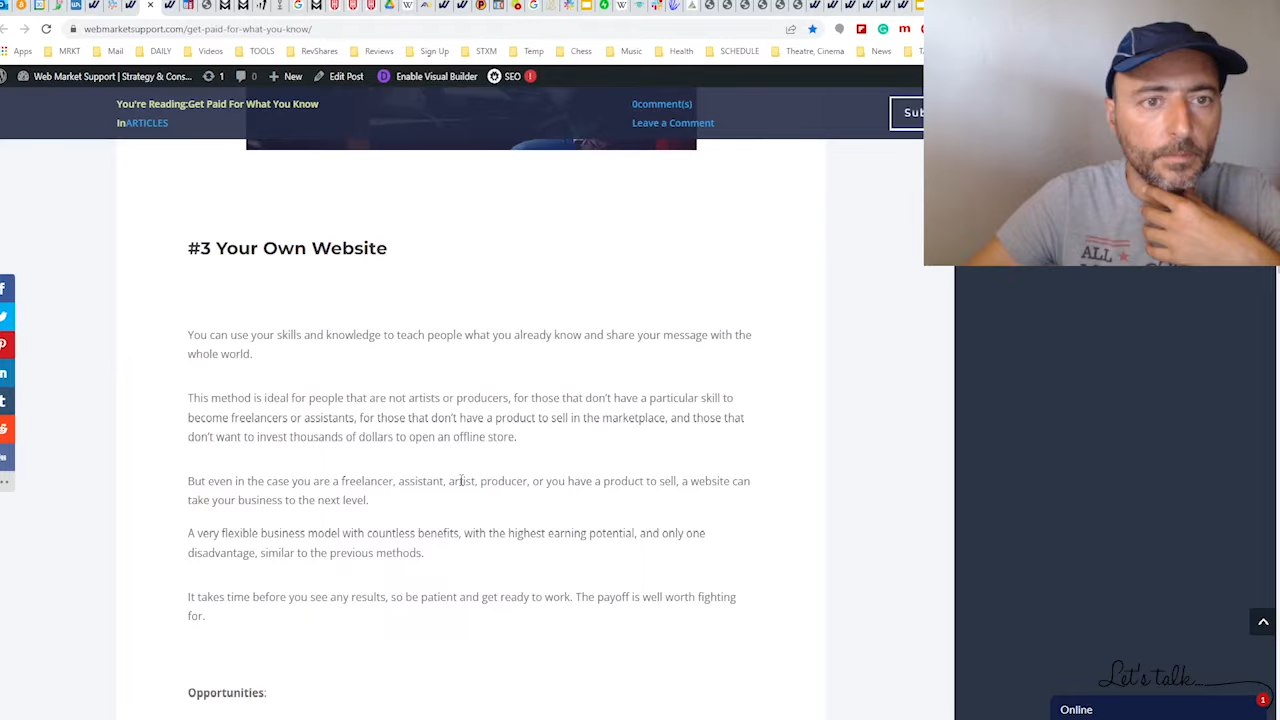 webmarketsupport.com/get-paid-for-what-you-know/
Apps MRKT Mail DAILY Videos TOOLS RevShares Reviews Sign Up STXM Temp Chess Music Health SCHEDULE Theatre, Cinema News
Web Market Support | Strategy & Cons... 1 0 New Edit Post Enable Visual Builder SEO !
You're Reading:Get Paid For What You Know
InARTICLES
0comment(s)
Leave a Comment
Sub
ALL
#3 Your Own Website
You can use your skills and knowledge to teach people what you already know and share your message with the
whole world.
This method is ideal for people that are not artists or producers, for those that don't have a particular skill to
become freelancers or assistants, for those that don't have a product to sell in the marketplace, and those that
don't want to invest thousands of dollars to open an offline store.
But even in the case you are a freelancer, assistant, artist, producer, or you have a product to sell, a website can
take your business to the next level.
A very flexible business model with countless benefits, with the highest earning potential, and only one
disadvantage, similar to the previous methods.
It takes time before you see any results, so be patient and get ready to work. The payoff is well worth fighting
for.
Opportunities:
Let's talk...
Online
1